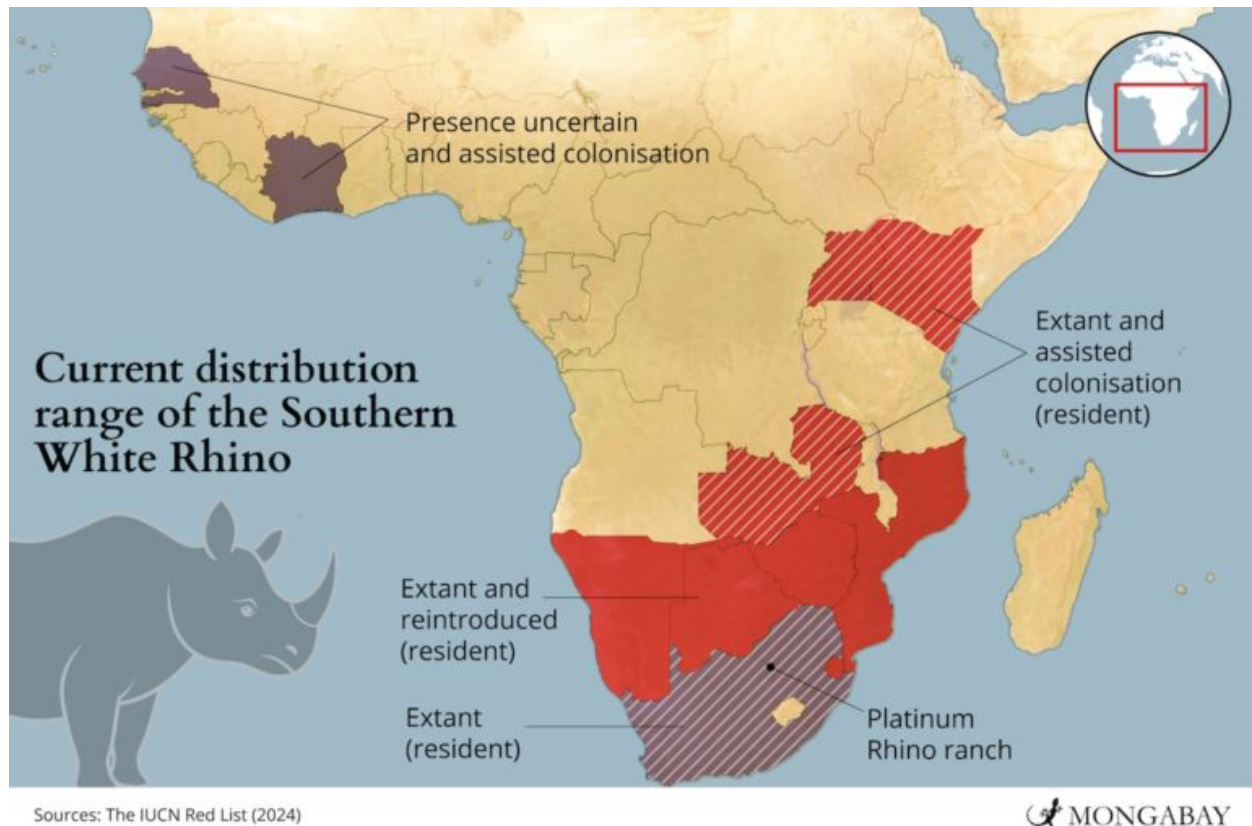 Presence uncertain
and assisted colonisation
Current distribution
range of the Southern
White Rhino
Extant and
assisted
colonisation
(resident)
Extant and
reintroduced
(resident)
Extant
(resident)
Platinum
Rhino ranch
Sources: The IUCN Red List (2024)
MONGABAY